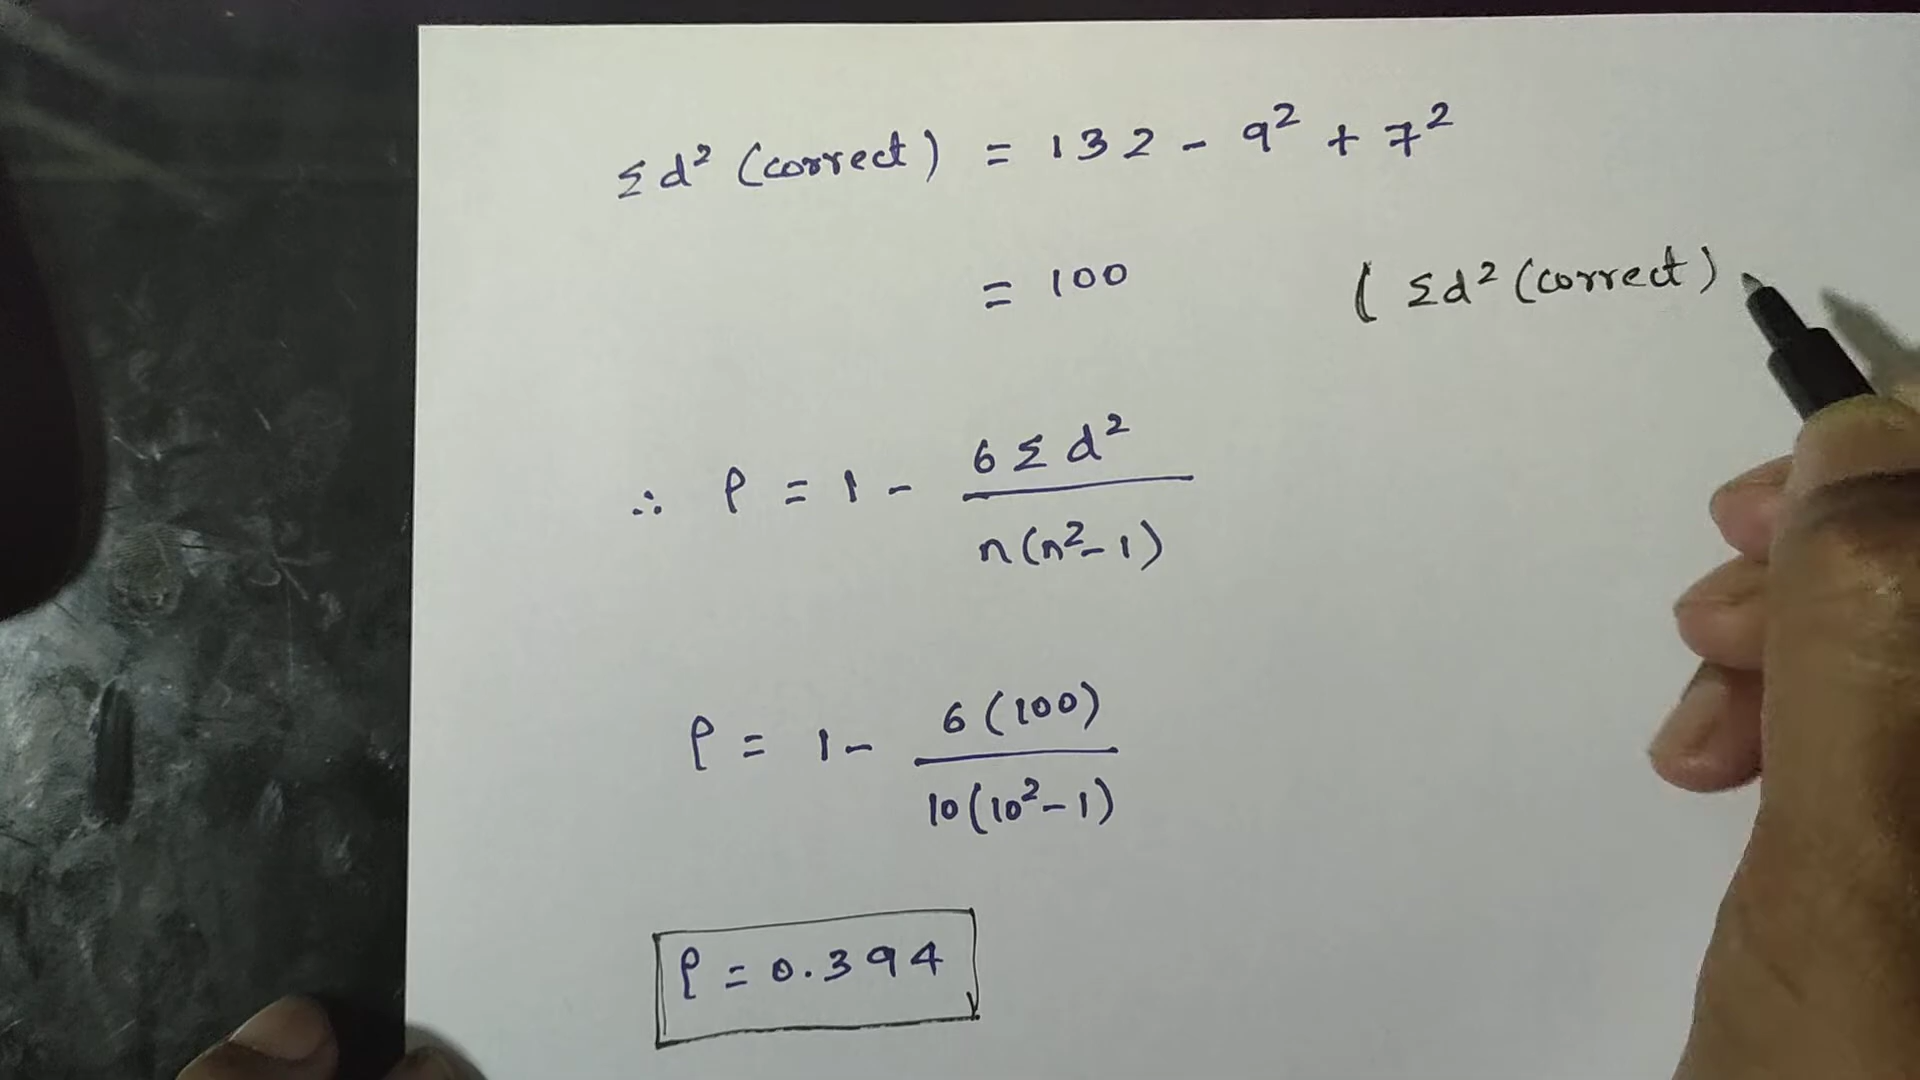 Σd² (correct) = 132 - 9² + 7²
= 100
( Σd² (correct)
∴ ρ = 1 - 6 Σ d² / n(n²-1)
ρ = 1 - 6(100) / 10(10²-1)
ρ = 0.394